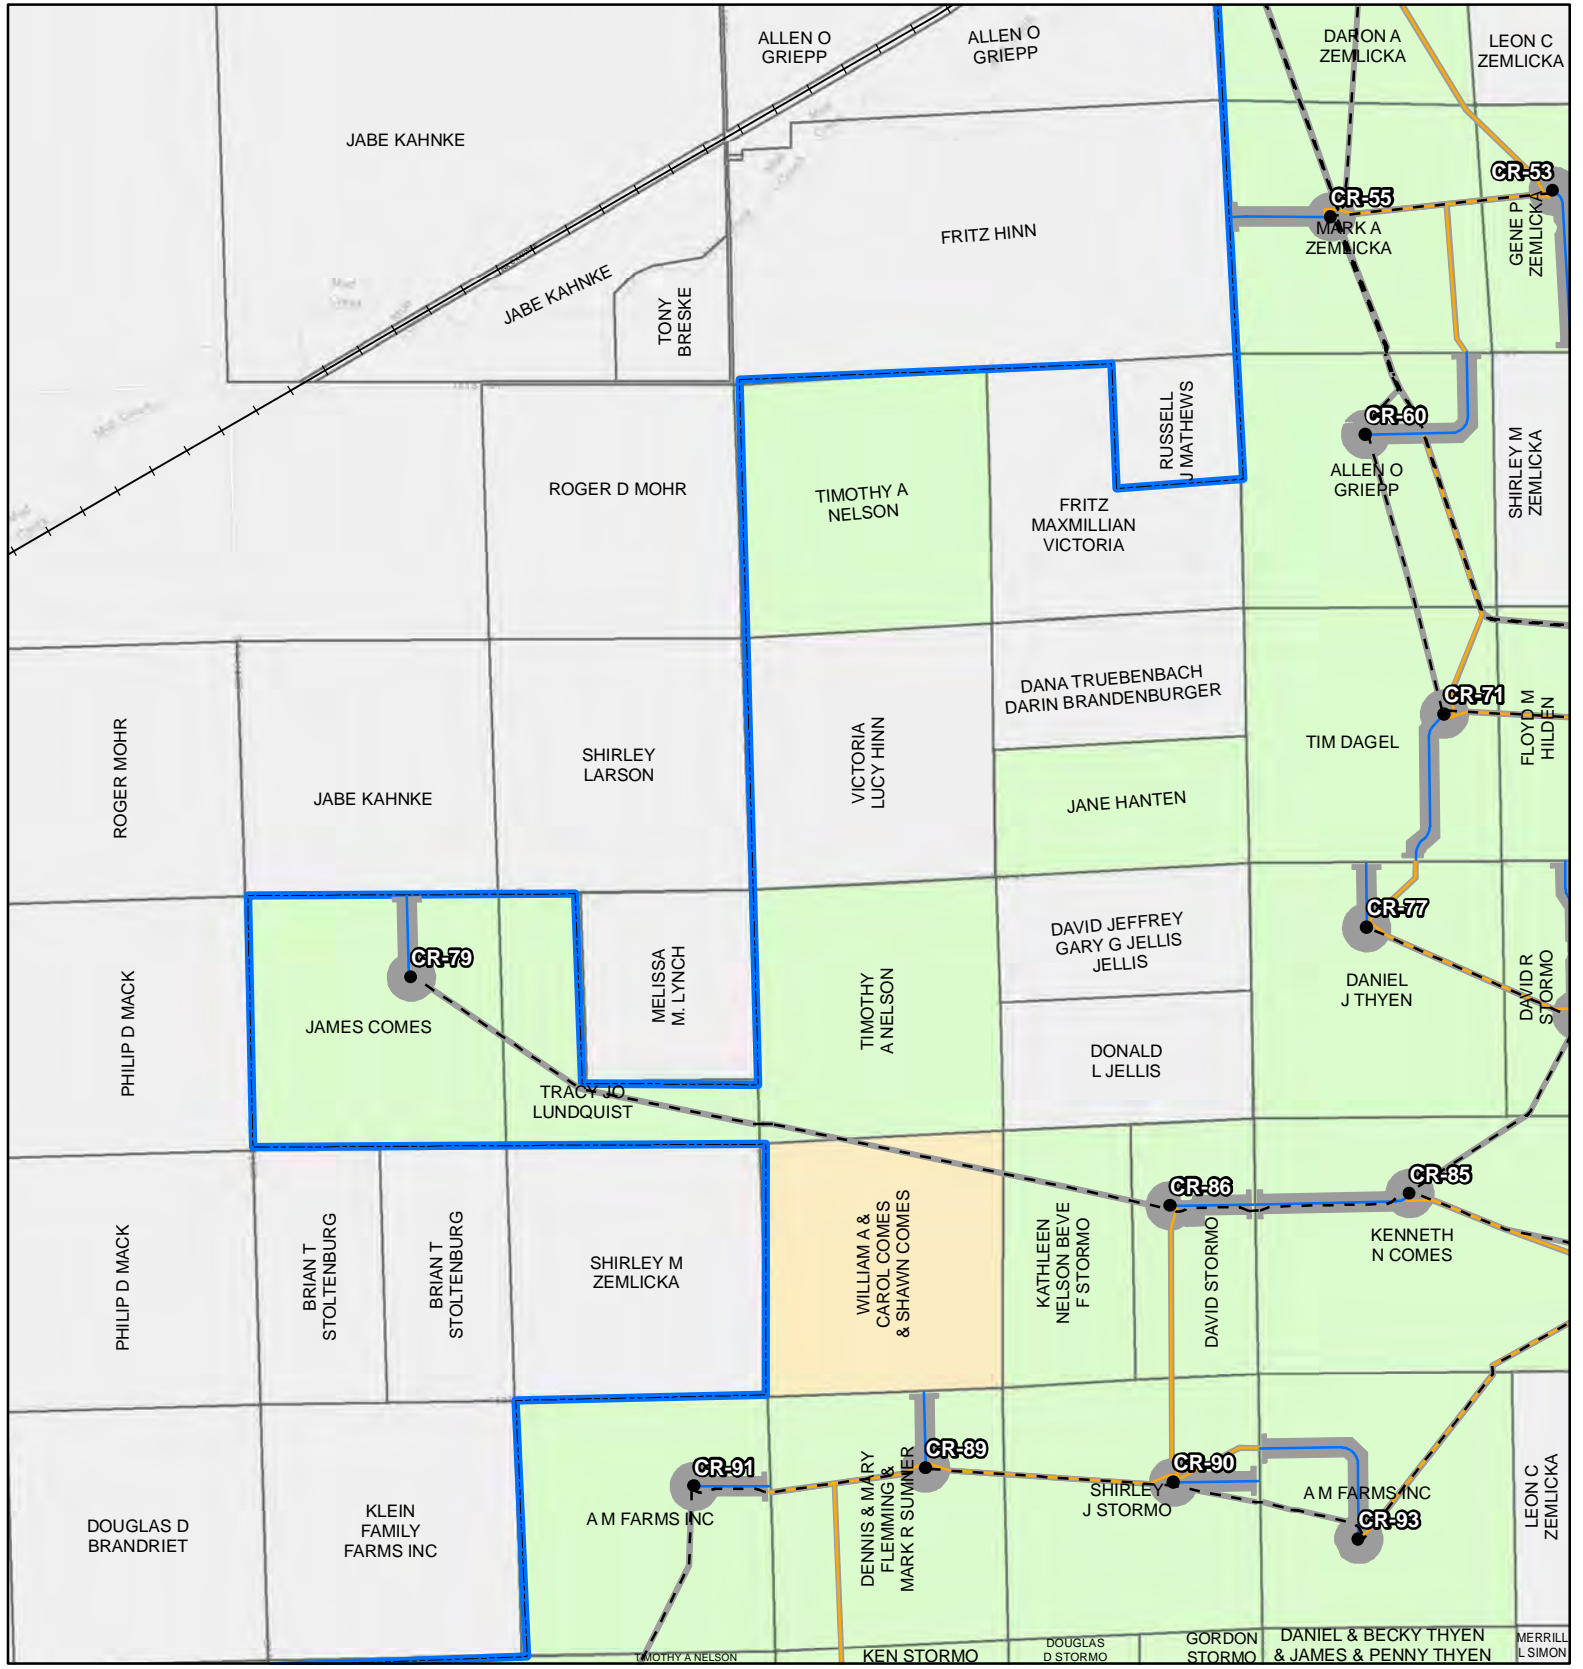 ALLEN O
GRIEPP
ALLEN O
GRIEPP
DARON A
ZEMLICKA
LEON C
ZEMLICKA
JABE KAHNKE
CR-53
CR-55
GENE P
ZEMLICKA
MARK A
ZEMLICKA
FRITZ HINN
JABE KAHNKE
TONY
BRESKE
RUSSELL
J MATHEWS
CR-60
ALLEN O
GRIEPP
SHIRLEY M
ZEMLICKA
ROGER D MOHR
TIMOTHY A
NELSON
FRITZ
MAXMILLIAN
VICTORIA
DANA TRUEBENBACH
DARIN BRANDENBURGER
CR-71
TIM DAGEL
FLOYD M
HILDEN
ROGER MOHR
JABE KAHNKE
SHIRLEY
LARSON
VICTORIA
LUCY HINN
JANE HANTEN
CR-77
DAVID JEFFREY
GARY G JELLIS
JELLIS
DANIEL
J THYEN
DAVID R
STORMO
PHILIP D MACK
CR-79
JAMES COMES
MELISSA
M. LYNCH
TIMOTHY
A NELSON
DONALD
L JELLIS
TRACY JO
LUNDQUIST
CR-86
CR-85
PHILIP D MACK
BRIAN T
STOLTENBURG
BRIAN T
STOLTENBURG
SHIRLEY M
ZEMLICKA
WILLIAM A &
CAROL COMES
& SHAWN COMES
KATHLEEN
NELSON BEVE
F STORMO
DAVID STORMO
KENNETH
N COMES
CR-91
CR-89
CR-90
CR-93
DOUGLAS D
BRANDRIET
KLEIN
FAMILY
FARMS INC
A M FARMS INC
DENNIS & MARY
FLEMMING &
MARK R SUMNER
SHIRLEY
J STORMO
A M FARMS INC
LEON C
ZEMLICKA
TIMOTHY A NELSON
KEN STORMO
DOUGLAS
D STORMO
GORDON
STORMO
DANIEL & BECKY THYEN
& JAMES & PENNY THYEN
MERRILL
L SIMON